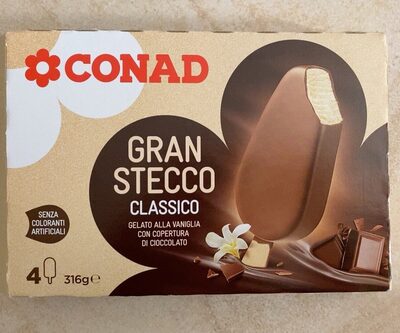 CONAD
GRAN
STECCO
CLASSICO
GELATO ALLA VANIGLIA
CON COPERTURA
DI CIOCCOLATO
SENZA
COLORANTI
ARTIFICIALI
4 316g℮